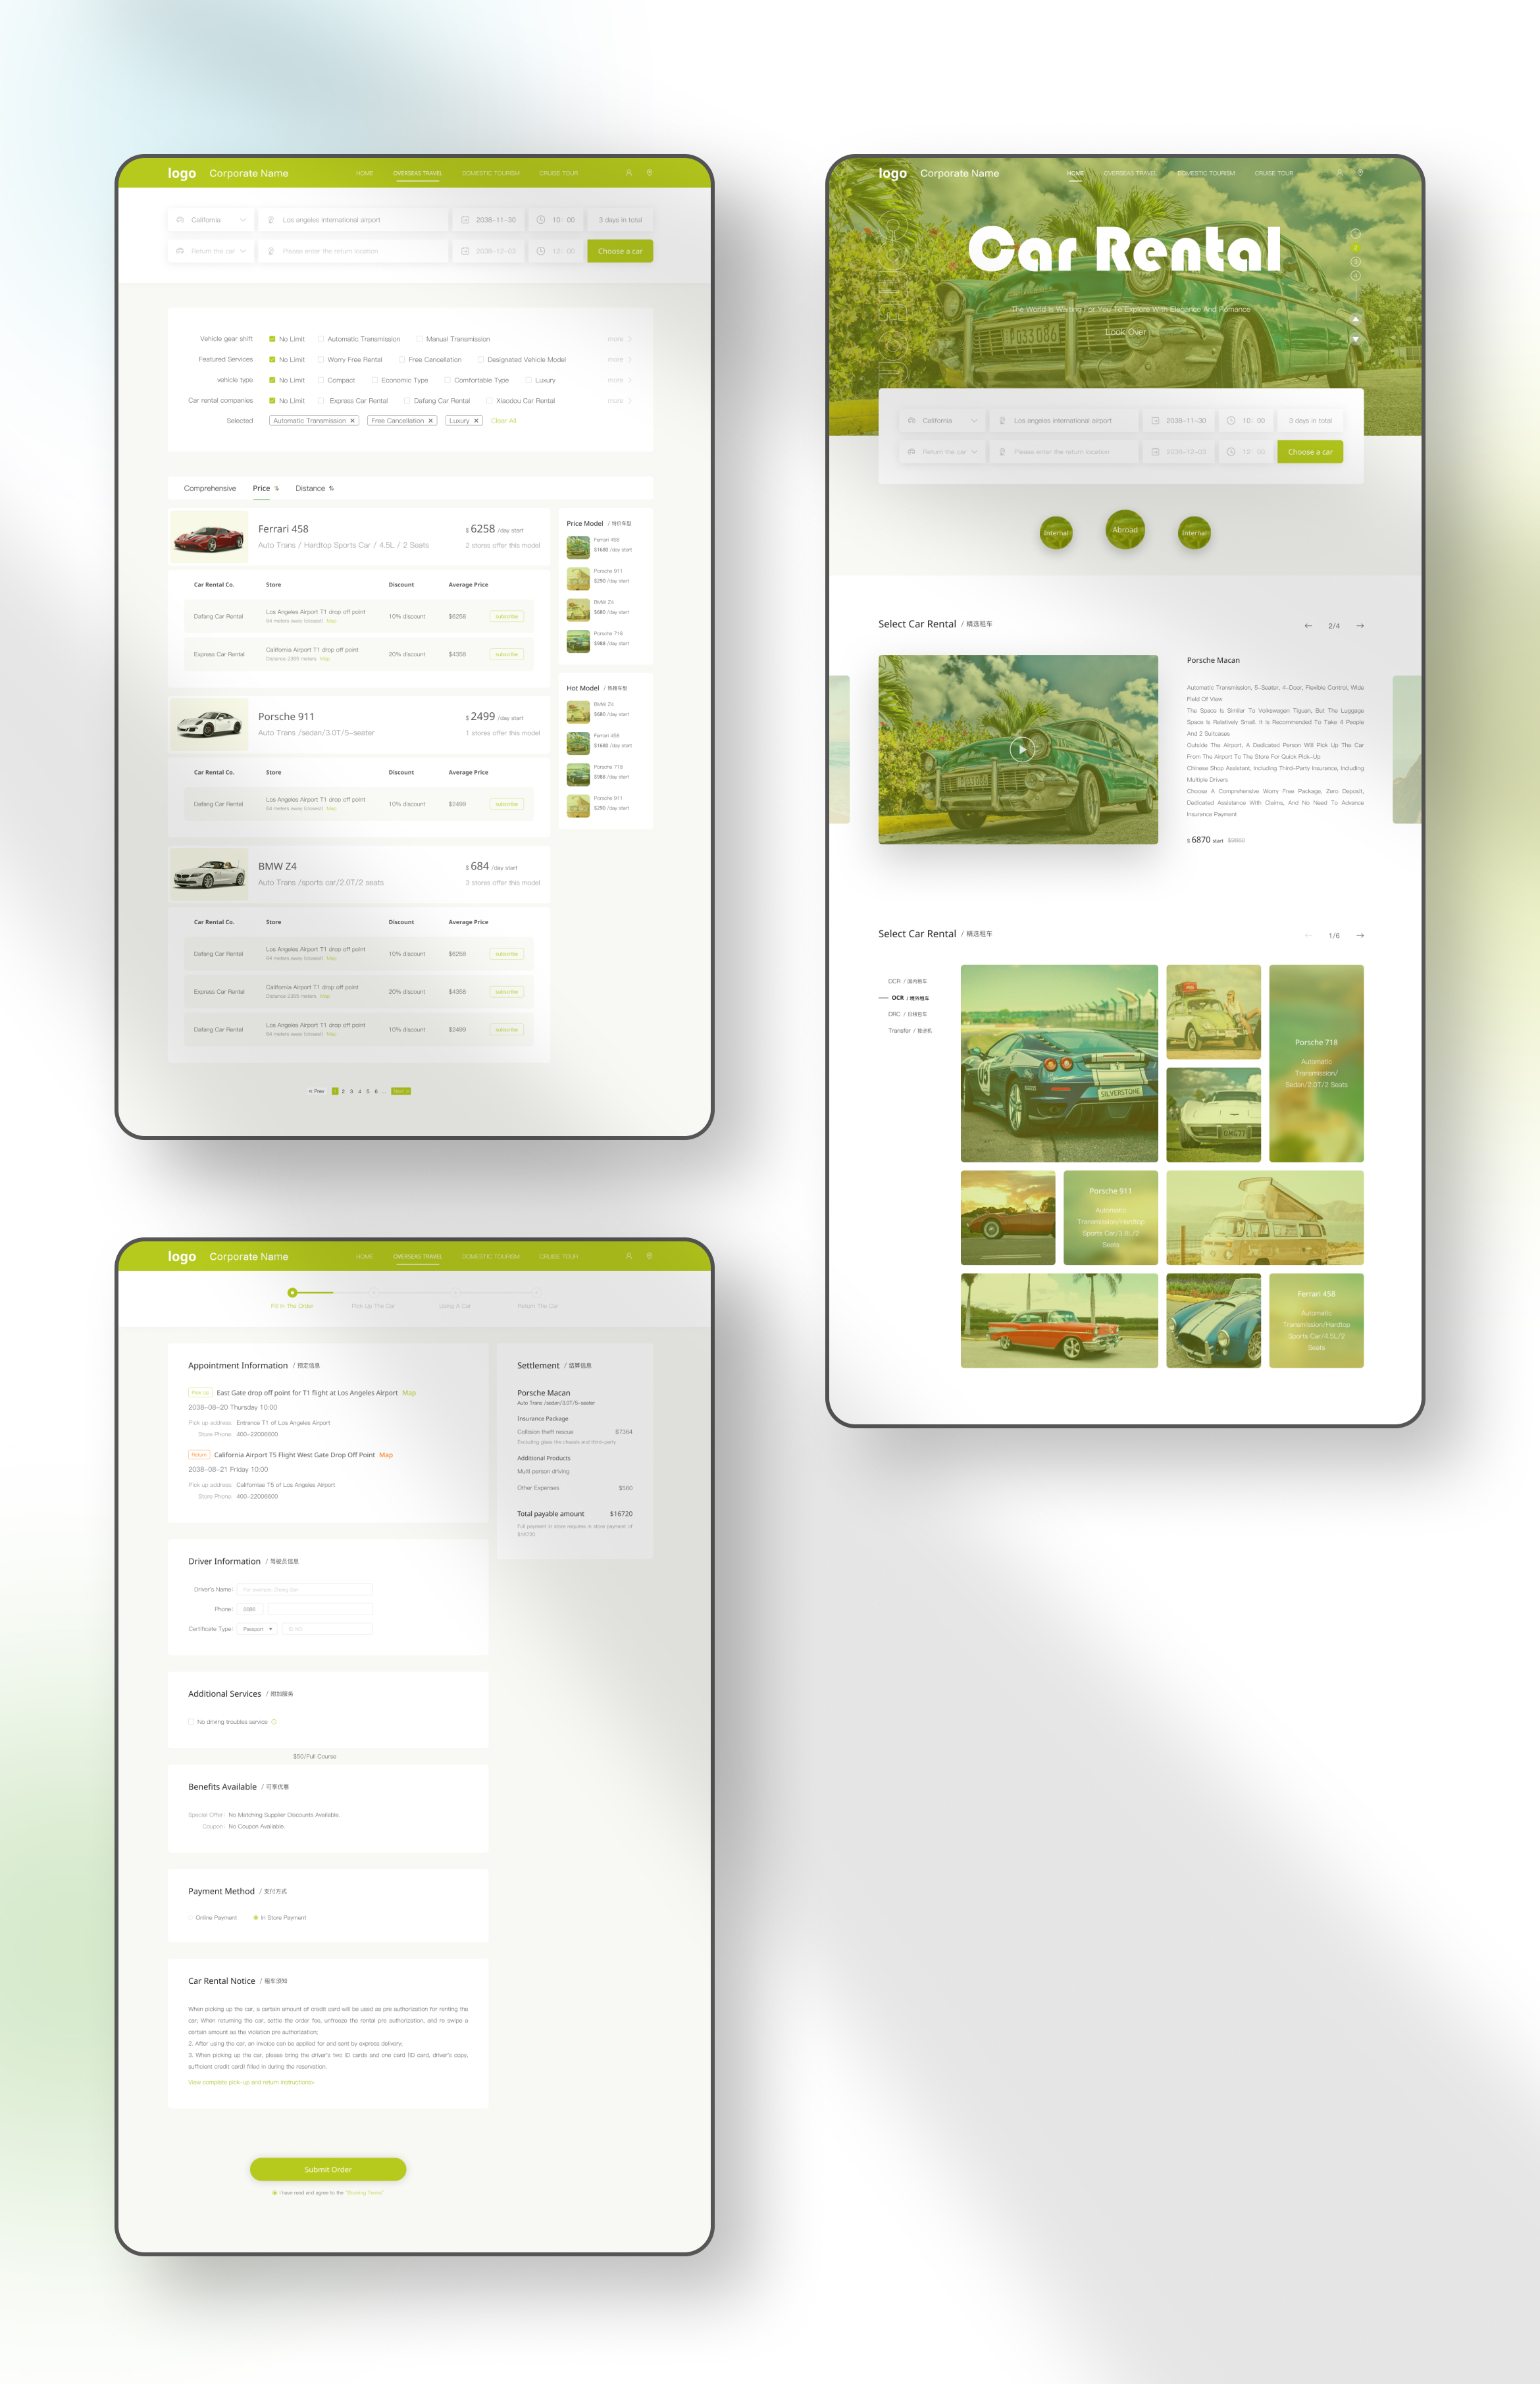 logo Corporate Name HOME OVERSEAS TRAVEL DOMESTIC TOURISM CRUISE TOUR
California Los angeles international airport 2038-11-30 10: 00 3 days in total
Return the car Please enter the return location 2038-12-03 12: 00 Choose a car
Vehicle gear shift No Limit Automatic Transmission Manual Transmission more
Featured Services No Limit Worry Free Rental Free Cancellation Designated Vehicle Model more
vehicle type No Limit Compact Economic Type Comfortable Type Luxury more
Car rental companies No Limit Express Car Rental Dafang Car Rental Xiaodou Car Rental more
Selected Automatic Transmission X Free Cancellation X Luxury X Clear All
Comprehensive Price Distance
Ferrari 458 $ 6258 /day start
Auto Trans / Hardtop Sports Car / 4.5L / 2 Seats 2 stores offer this model
Car Rental Co. Store Discount Average Price
Dafang Car Rental Los Angeles Airport T1 drop off point 10% discount $6258 subscribe
84 meters away (closest) Map
Express Car Rental California Airport T1 drop off point 20% discount $4358 subscribe
Distance 2365 meters Map
Porsche 911 $ 2499 /day start
Auto Trans /sedan/3.0T/5-seater 1 stores offer this model
Car Rental Co. Store Discount Average Price
Dafang Car Rental Los Angeles Airport T1 drop off point 10% discount $2499 subscribe
84 meters away (closest) Map
BMW Z4 $ 684 /day start
Auto Trans /sports car/2.0T/2 seats 3 stores offer this model
Car Rental Co. Store Discount Average Price
Dafang Car Rental Los Angeles Airport T1 drop off point 10% discount $6258 subscribe
84 meters away (closest) Map
Express Car Rental California Airport T1 drop off point 20% discount $4358 subscribe
Distance 2365 meters Map
Dafang Car Rental Los Angeles Airport T1 drop off point 10% discount $2499 subscribe
84 meters away (closest) Map
Price Model / 特价车型
Ferrari 458
$1680 /day start
Porsche 911
$290 /day start
BMW Z4
$680 /day start
Porsche 718
$988 /day start
Hot Model / 热推车型
BMW Z4
$680 /day start
Ferrari 458
$1680 /day start
Porsche 718
$988 /day start
Porsche 911
$290 /day start
< Prev 1 2 3 4 5 6 ... Next >
logo Corporate Name HOME OVERSEAS TRAVEL DOMESTIC TOURISM CRUISE TOUR
Car Rental
The World Is Waiting For You To Explore With Elegance And Romance
Look Over
1
2
3
4
P033086
California Los angeles international airport 2038-11-30 10: 00 3 days in total
Return the car Please enter the return location 2038-12-03 12: 00 Choose a car
Internal Abroad Internal
Select Car Rental / 精选租车 2/4
Porsche Macan
Automatic Transmission, 5-Seater, 4-Door, Flexible Control, Wide
Field Of View
The Space Is Similar To Volkswagen Tiguan, But The Luggage
Space Is Relatively Small. It Is Recommended To Take 4 People
And 2 Suitcases
Outside The Airport, A Dedicated Person Will Pick Up The Car
From The Airport To The Store For Quick Pick-Up
Chinese Shop Assistant, Including Third-Party Insurance, Including
Multiple Drivers
Choose A Comprehensive Worry Free Package, Zero Deposit,
Dedicated Assistance With Claims, And No Need To Advance
Insurance Payment
$ 6870 start
Select Car Rental / 精选租车 1/6
DCR / 国内租车
OCR / 境外租车
DRC / 日租包车
Transfer / 接送机
SILVERSTONE
Porsche 718
Automatic
Transmission/
Sedan/2.0T/2 Seats
Porsche 911
Automatic
Transmission/Hardtop
Sports Car/3.8L/2
Seats
Ferrari 458
Automatic
Transmission/Hardtop
Sports Car/4.5L/2
Seats
logo Corporate Name HOME OVERSEAS TRAVEL DOMESTIC TOURISM CRUISE TOUR
Fill In The Order Pick Up The Car Using A Car Return The Car
Appointment Information / 预定信息
Pick Up East Gate drop off point for T1 flight at Los Angeles Airport Map
2038-08-20 Thursday 10:00
Pick up address: Entrance T1 of Los Angeles Airport
Store Phone: 400-22006600
Return California Airport T5 Flight West Gate Drop Off Point Map
2038-08-21 Friday 10:00
Pick up address: Californiae T5 of Los Angeles Airport
Store Phone: 400-22006600
Settlement / 结算信息
Porsche Macan
Auto Trans /sedan/3.0T/5-seater
Insurance Package
Collision theft rescue $7364
Excluding glass tire chassis and third-party
Additional Products
Multi person driving
Other Expenses $560
Total payable amount $16720
Full payment in store requires in store payment of
$16720
Driver Information / 驾驶员信息
Driver's Name: For example: Zhang San
Phone: 0086
Certificate Type: Passport ID NO.
Additional Services / 附加服务
No driving troubles service
$50/Full Course
Benefits Available / 可享优惠
Special Offer: No Matching Supplier Discounts Available.
Coupon: No Coupon Available.
Payment Method / 支付方式
Online Payment In Store Payment
Car Rental Notice / 租车须知
When picking up the car, a certain amount of credit card will be used as pre authorization for renting the
car; When returning the car, settle the order fee, unfreeze the rental pre authorization, and re swipe a
certain amount as the violation pre authorization;
2. After using the car, an invoice can be applied for and sent by express delivery;
3. When picking up the car, please bring the driver's two ID cards and one card (ID card, driver's copy,
sufficient credit card) filled in during the reservation.
View complete pick-up and return instructions>
Submit Order
I have read and agree to the "Booking Terms"